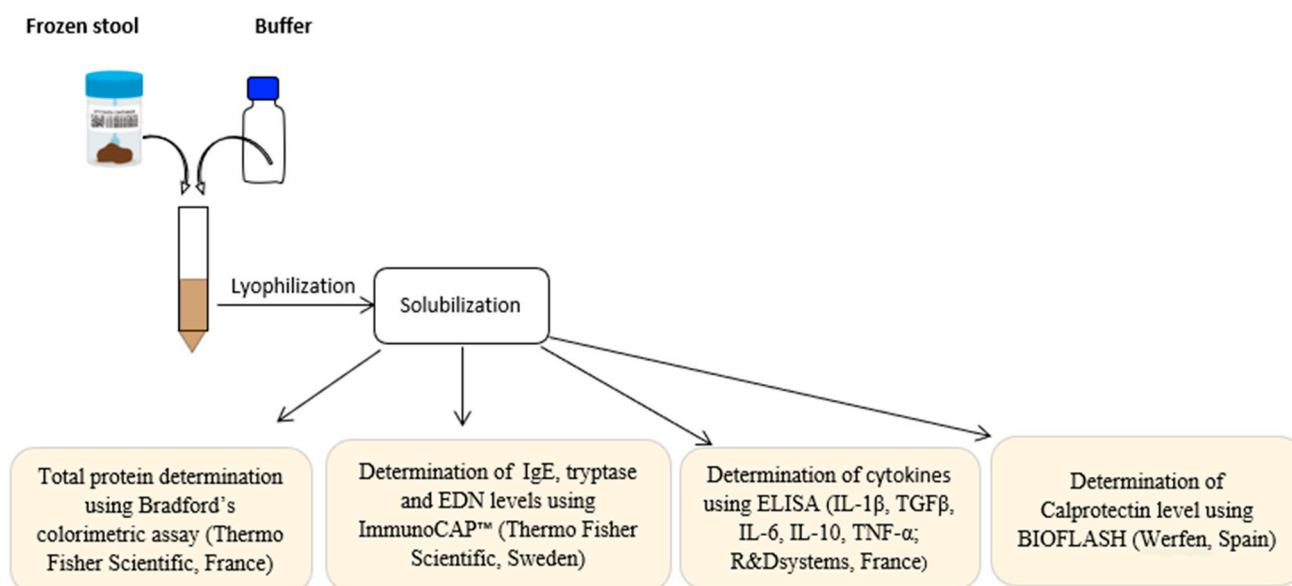 Frozen stool
Buffer
Lyophilization
Solubilization
Total protein determination
using Bradford's
colorimetric assay (Thermo
Fisher Scientific, France)
Determination of IgE, tryptase
and EDN levels using
ImmunoCAP™ (Thermo Fisher
Scientific, Sweden)
Determination of cytokines
using ELISA (IL-1β, TGFβ,
IL-6, IL-10, TNF-α;
R&Dsystems, France)
Determination of
Calprotectin level using
BIOFLASH (Werfen, Spain)